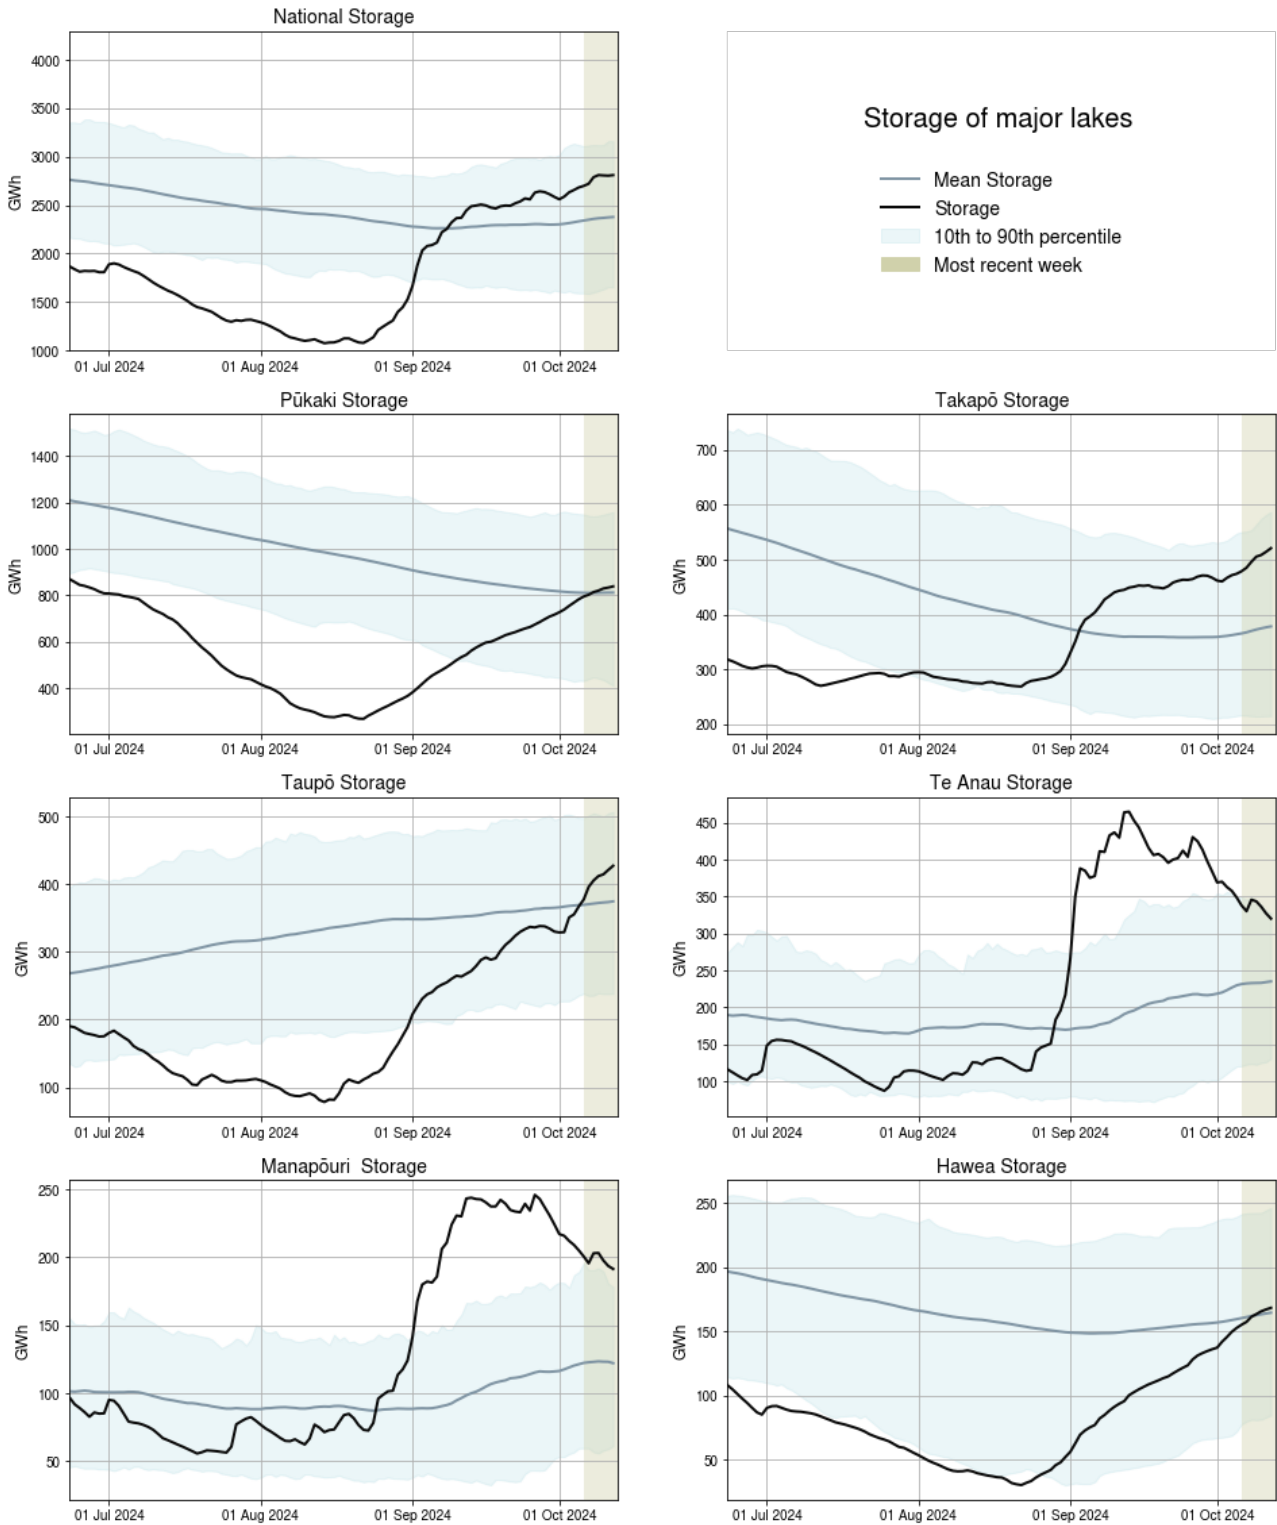 National Storage
GWh
4000
3500
3000
2500
2000
1500
1000
01 Jul 2024 01 Aug 2024 01 Sep 2024 01 Oct 2024
Storage of major lakes
Mean Storage
Storage
10th to 90th percentile
Most recent week
Pūkaki Storage
GWh
1400
1200
1000
800
600
400
01 Jul 2024 01 Aug 2024 01 Sep 2024 01 Oct 2024
Takapō Storage
GWh
700
600
500
400
300
200
01 Jul 2024 01 Aug 2024 01 Sep 2024 01 Oct 2024
Taupō Storage
GWh
500
400
300
200
100
01 Jul 2024 01 Aug 2024 01 Sep 2024 01 Oct 2024
Te Anau Storage
GWh
450
400
350
300
250
200
150
100
01 Jul 2024 01 Aug 2024 01 Sep 2024 01 Oct 2024
Manapōuri Storage
GWh
250
200
150
100
50
01 Jul 2024 01 Aug 2024 01 Sep 2024 01 Oct 2024
Hawea Storage
GWh
250
200
150
100
50
01 Jul 2024 01 Aug 2024 01 Sep 2024 01 Oct 2024